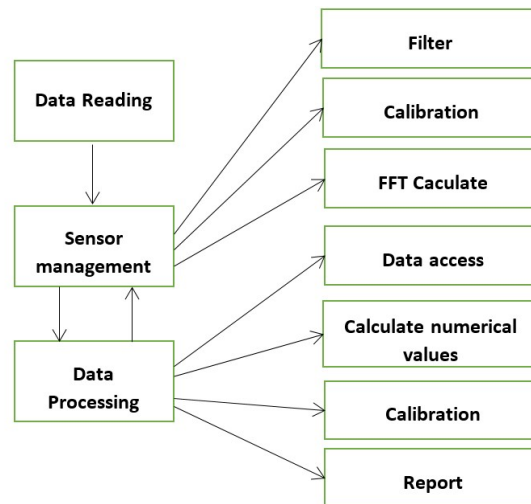 Data Reading
Sensor
management
Data
Processing
Filter
Calibration
FFT Caculate
Data access
Calculate numerical
values
Calibration
Report